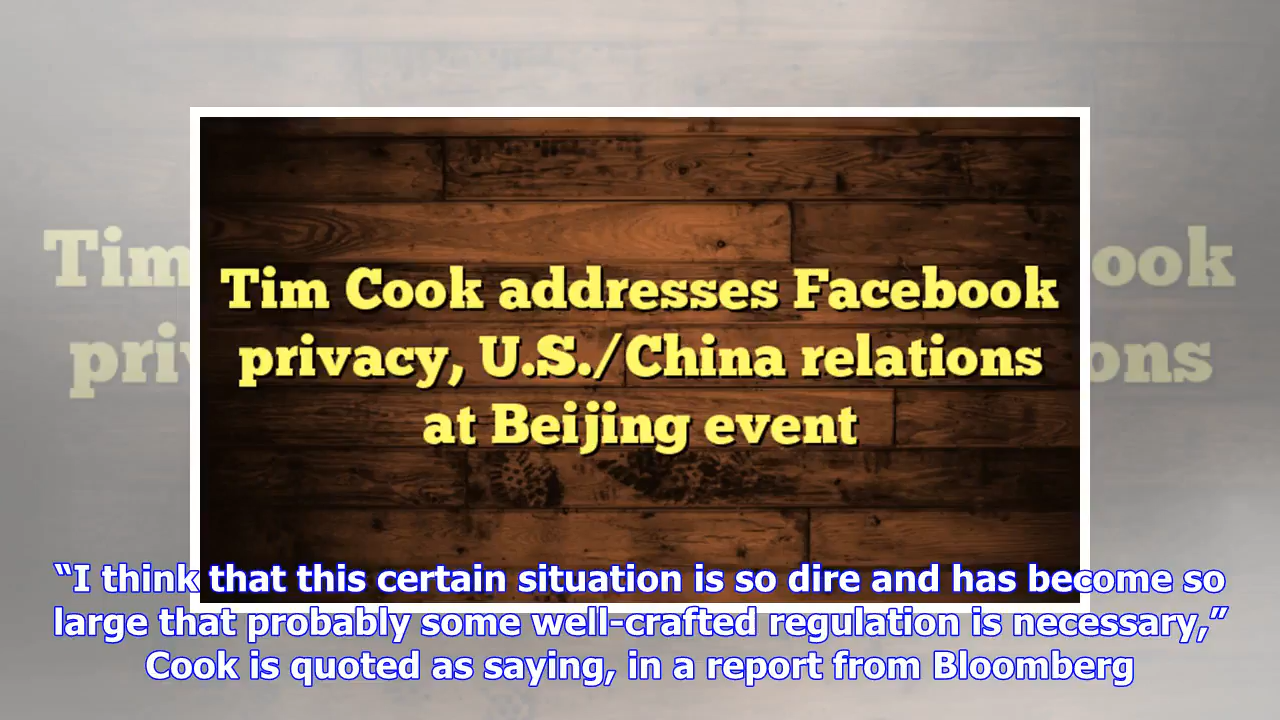 Tim Cook addresses Facebook
privacy, U.S./China relations
at Beijing event
“I think that this certain situation is so dire and has become so
large that probably some well-crafted regulation is necessary,”
Cook is quoted as saying, in a report from Bloomberg